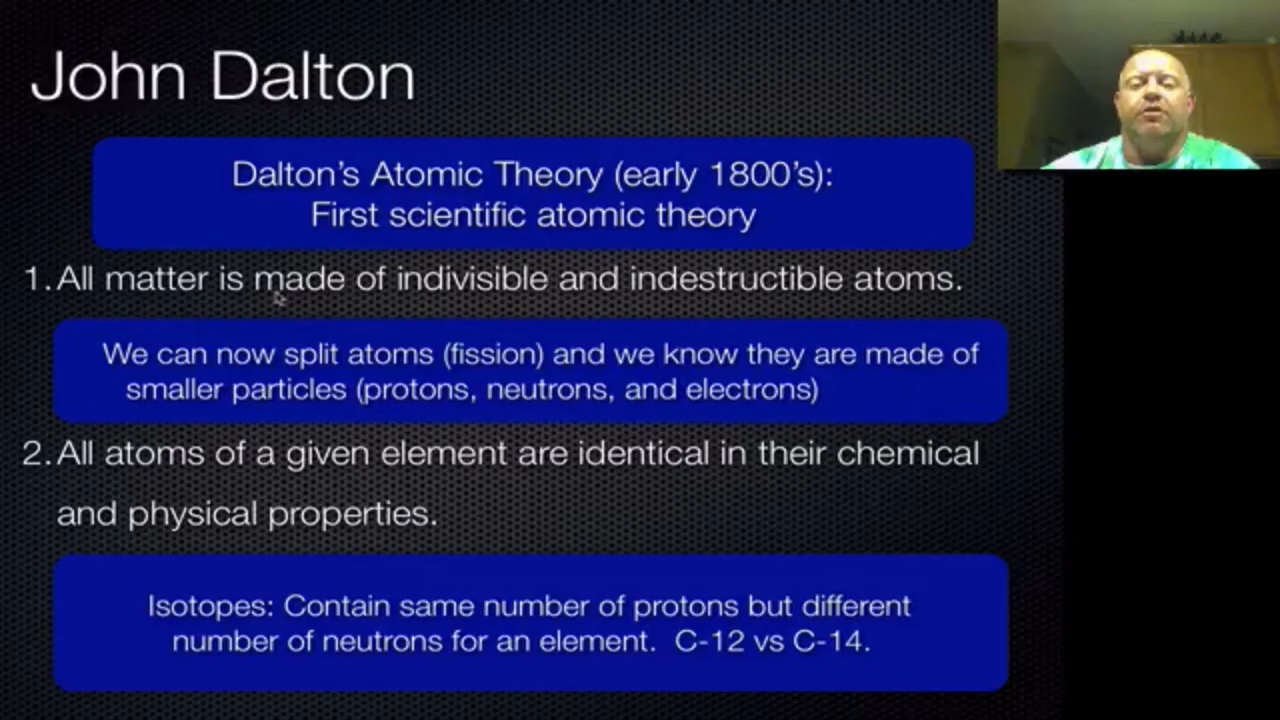 John Dalton
Dalton’s Atomic Theory (early 1800’s):
First scientific atomic theory
1. All matter is made of indivisible and indestructible atoms.
We can now split atoms (fission) and we know they are made of
smaller particles (protons, neutrons, and electrons)
2. All atoms of a given element are identical in their chemical
and physical properties.
Isotopes: Contain same number of protons but different
number of neutrons for an element. C-12 vs C-14.